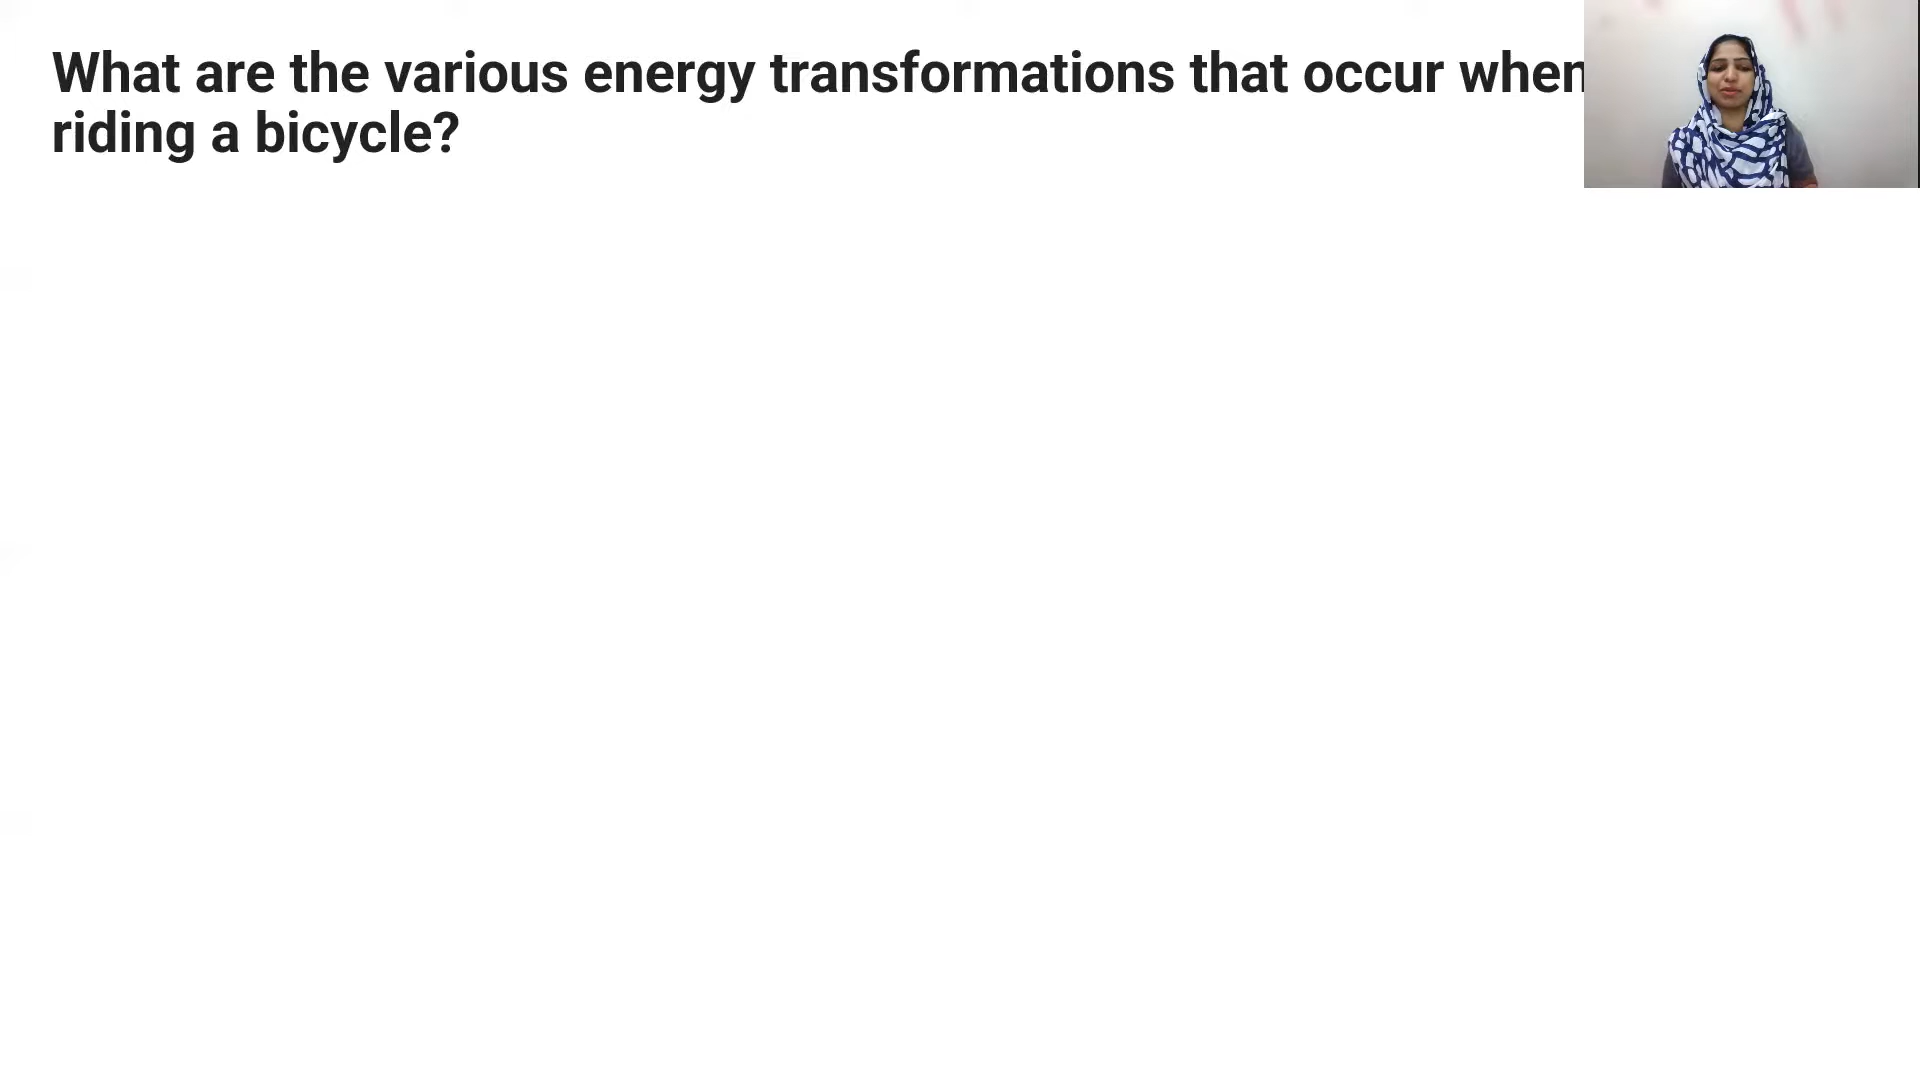 What are the various energy transformations that occur when
riding a bicycle?